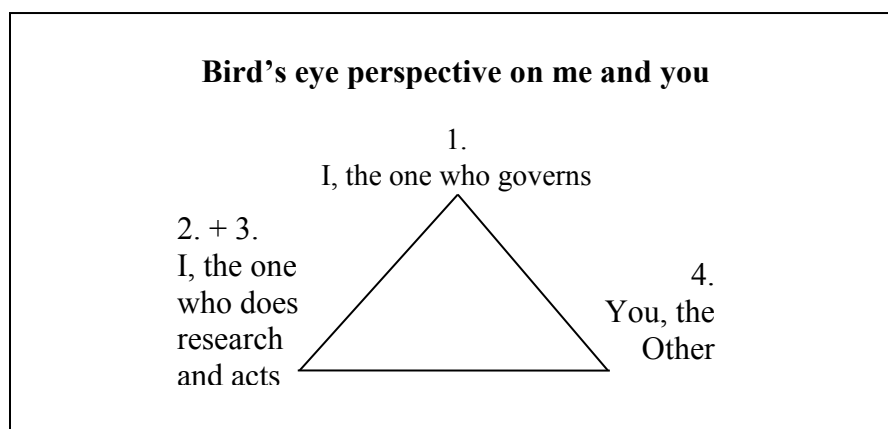 Bird’s eye perspective on me and you
1.
I, the one who governs
2. + 3.
I, the one
who does
research
and acts
4.
You, the
Other